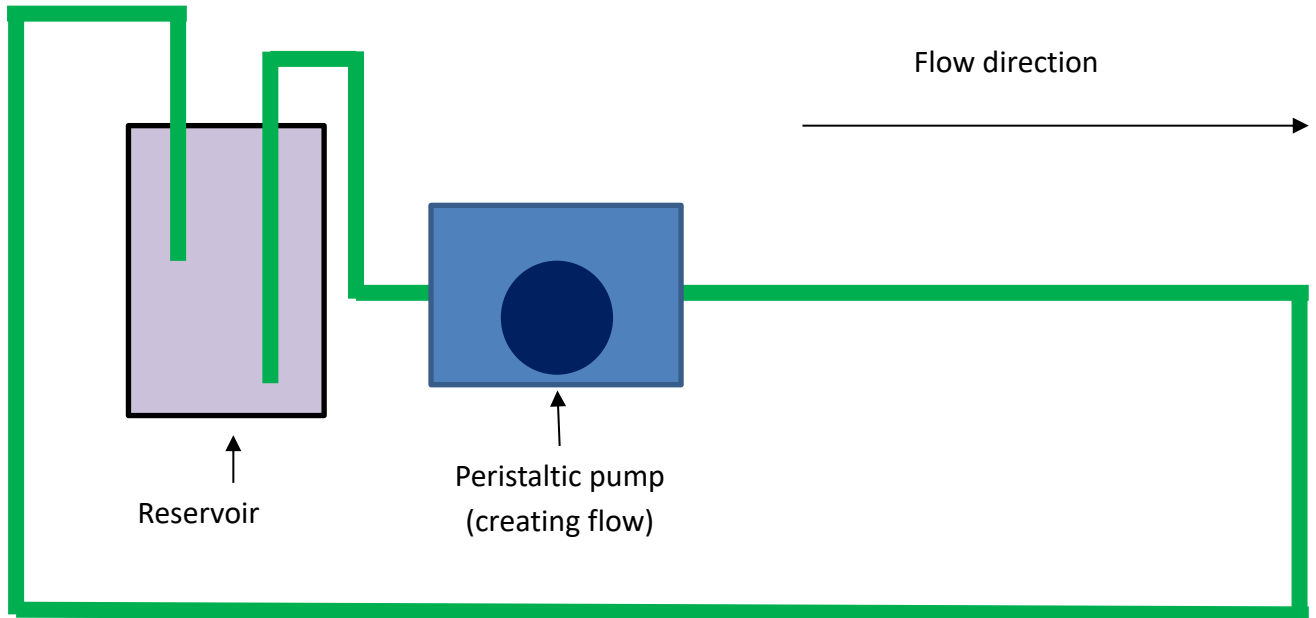 Flow direction
Peristaltic pump
(creating flow)
Reservoir